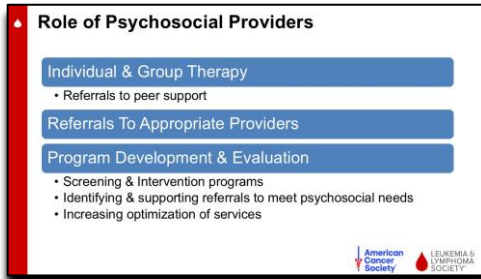 Role of Psychosocial Providers
Individual & Group Therapy
• Referrals to peer support
Referrals To Appropriate Providers
Program Development & Evaluation
• Screening & Intervention programs
• Identifying & supporting referrals to meet psychosocial needs
• Increasing optimization of services
American
Cancer
Society
LEUKEMIA &
LYMPHOMA
SOCIETY